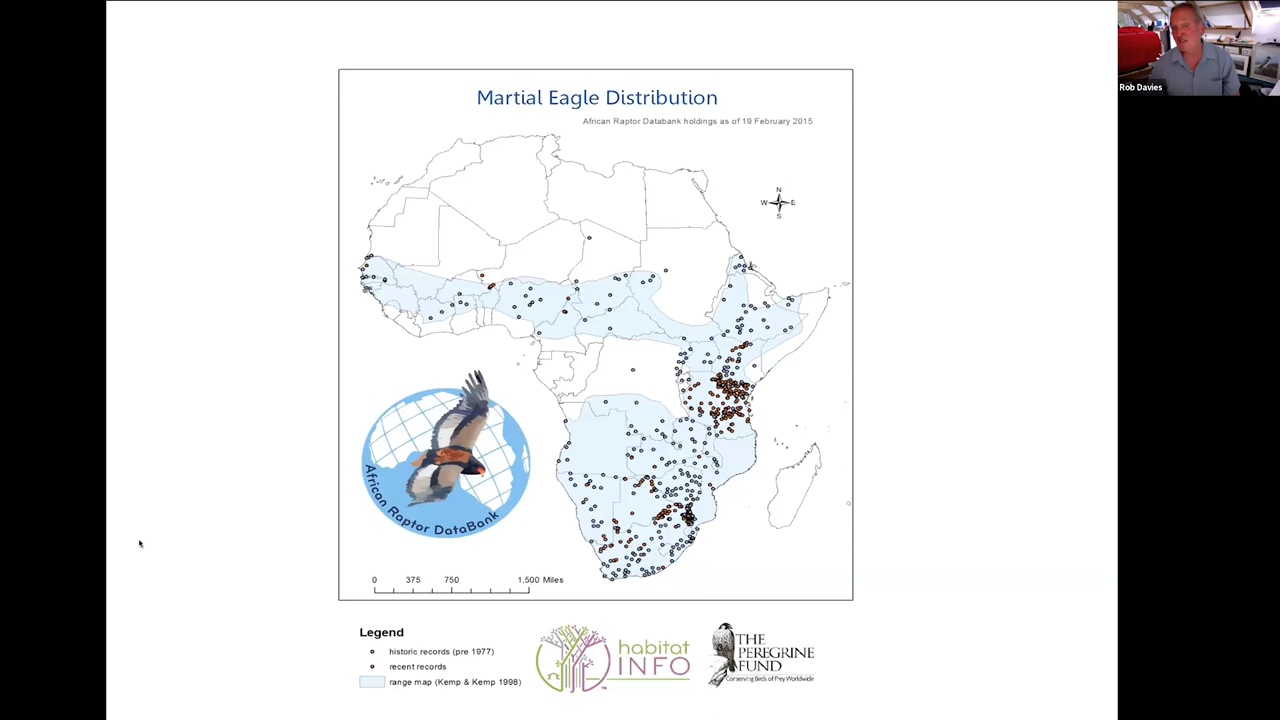 Martial Eagle Distribution
African Raptor Databank holdings as of 19 February 2015
N
W E
S
African Raptor DataBank
0 375 750 1,500 Miles
Legend
historic records (pre 1977)
recent records
range map (Kemp & Kemp 1998)
habitat
INFO
TM
THE
PEREGRINE
FUND
Conserving Birds of Prey Worldwide
Rob Davies